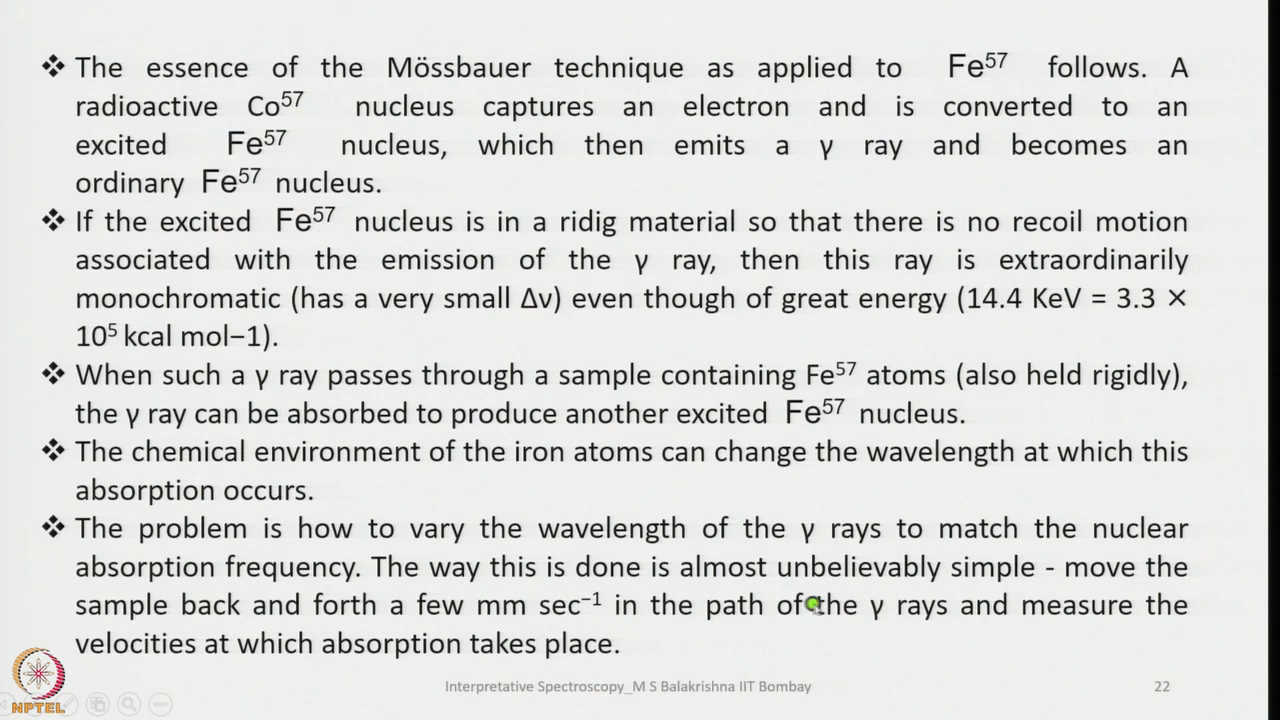 ❖ The essence of the Mössbauer technique as applied to Fe⁵⁷ follows. A
radioactive Co⁵⁷ nucleus captures an electron and is converted to an
excited Fe⁵⁷ nucleus, which then emits a γ ray and becomes an
ordinary Fe⁵⁷ nucleus.
❖ If the excited Fe⁵⁷ nucleus is in a ridig material so that there is no recoil motion
associated with the emission of the γ ray, then this ray is extraordinarily
monochromatic (has a very small Δν) even though of great energy (14.4 KeV = 3.3 ×
10⁵ kcal mol−1).
❖ When such a γ ray passes through a sample containing Fe⁵⁷ atoms (also held rigidly),
the γ ray can be absorbed to produce another excited Fe⁵⁷ nucleus.
❖ The chemical environment of the iron atoms can change the wavelength at which this
absorption occurs.
❖ The problem is how to vary the wavelength of the γ rays to match the nuclear
absorption frequency. The way this is done is almost unbelievably simple - move the
sample back and forth a few mm sec⁻¹ in the path of the γ rays and measure the
velocities at which absorption takes place.
Interpretative Spectroscopy_M S Balakrishna IIT Bombay
22
NPTEL